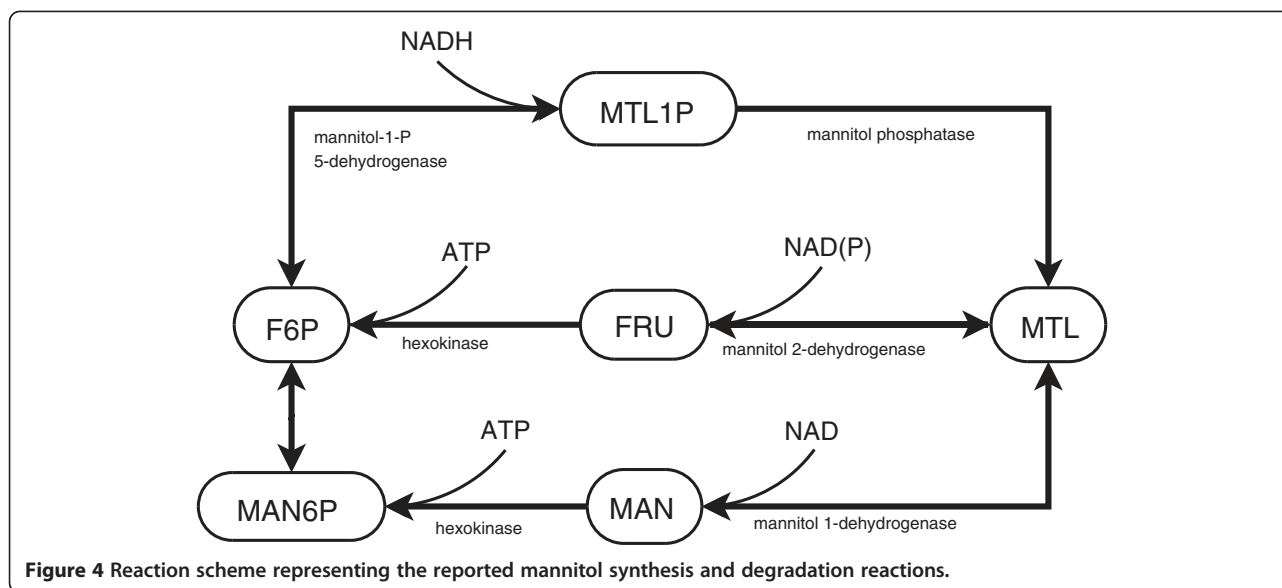 NADH
MTL1P
mannitol-1-P
5-dehydrogenase
mannitol phosphatase
ATP
NAD(P)
F6P
FRU
MTL
hexokinase
mannitol 2-dehydrogenase
ATP
NAD
MAN6P
MAN
hexokinase
mannitol 1-dehydrogenase
Figure 4 Reaction scheme representing the reported mannitol synthesis and degradation reactions.